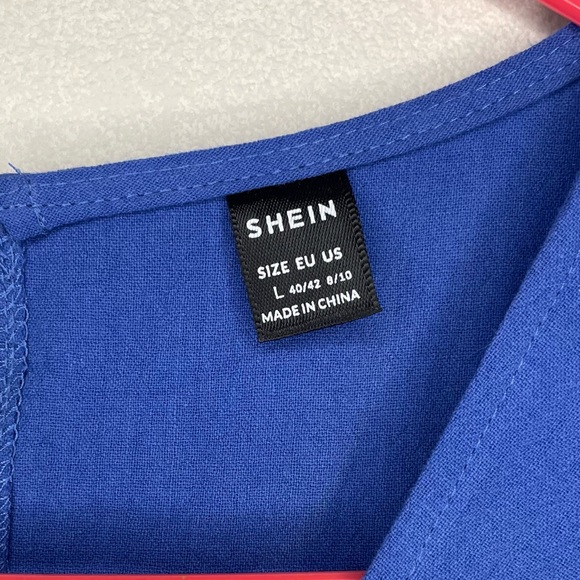 SHEIN
SIZE EU US
L 40/42 8/10
MADE IN CHINA